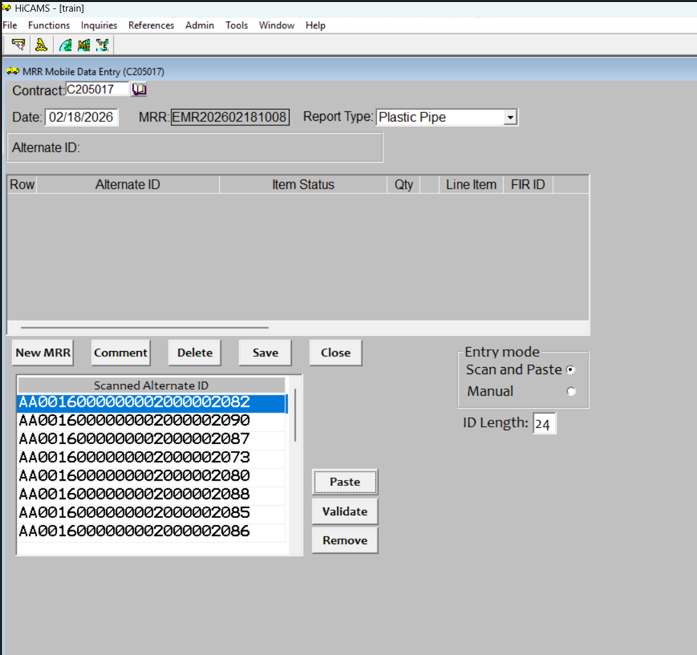 HiCAMS - [train]
File Functions Inquiries References Admin Tools Window Help
MRR Mobile Data Entry (C205017)
Contract: C205017
Date: 02/18/2026 MRR: EMR202602181008 Report Type: Plastic Pipe
Alternate ID:
Row Alternate ID Item Status Qty Line Item FIR ID
New MRR Comment Delete Save Close
Entry mode
Scan and Paste
Manual
ID Length: 24
Scanned Alternate ID
AA0016000000002000002082
AA0016000000002000002090
AA0016000000002000002087
AA0016000000002000002073
AA0016000000002000002080
AA0016000000002000002088
AA0016000000002000002085
AA0016000000002000002086
Paste
Validate
Remove